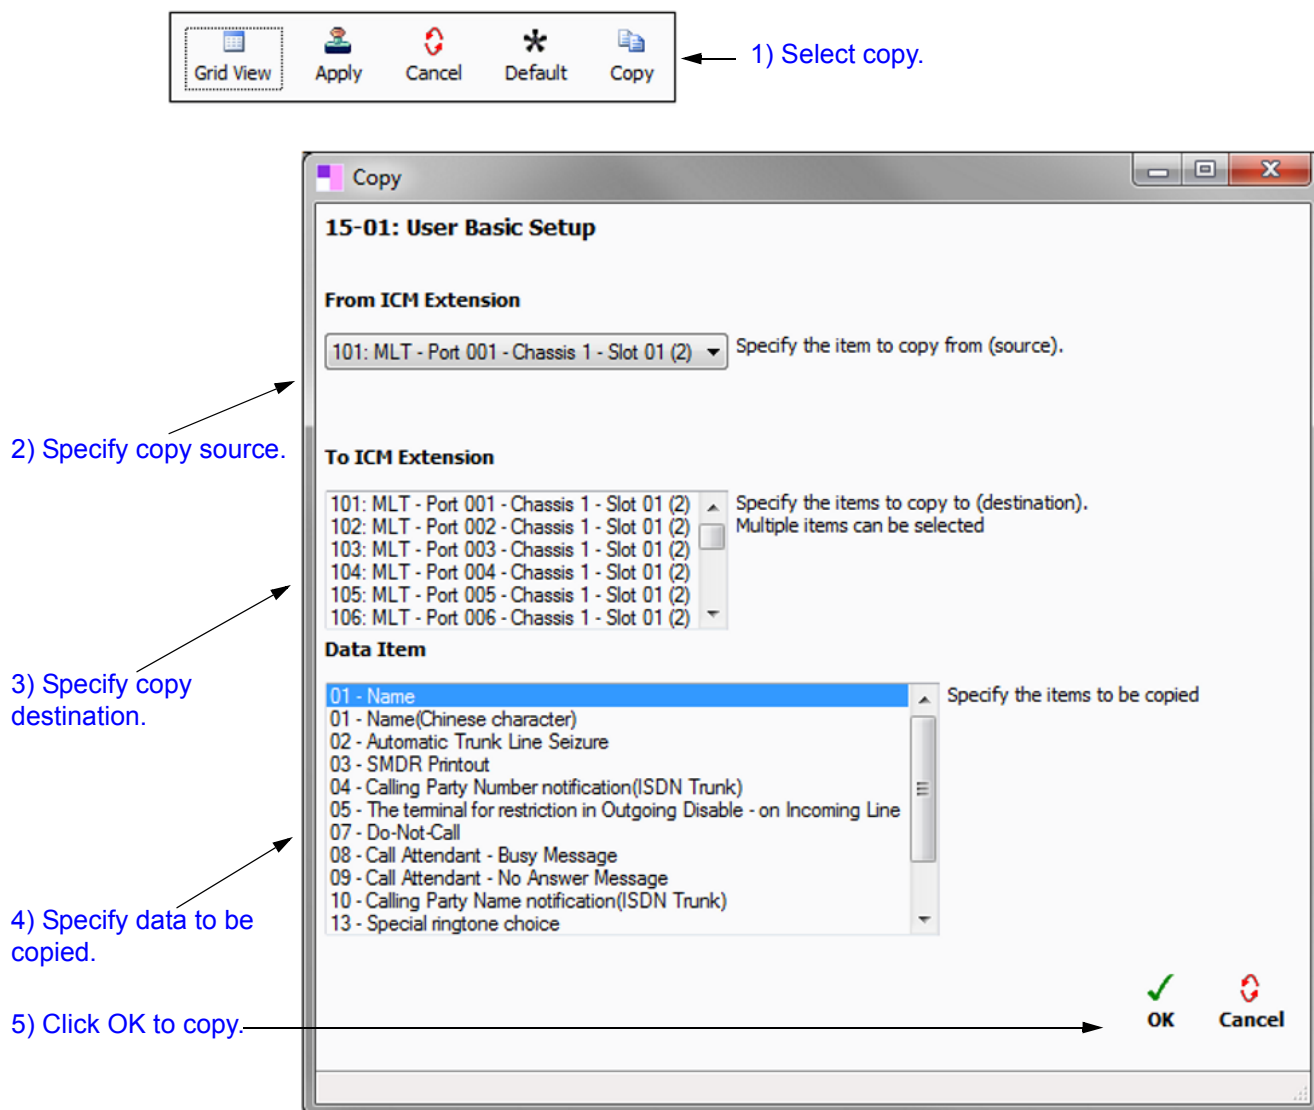 Grid View Apply Cancel Default Copy
1) Select copy.
Copy
15-01: User Basic Setup
From ICM Extension
101: MLT - Port 001 - Chassis 1 - Slot 01 (2)
Specify the item to copy from (source).
2) Specify copy source.
To ICM Extension
101: MLT - Port 001 - Chassis 1 - Slot 01 (2)
102: MLT - Port 002 - Chassis 1 - Slot 01 (2)
103: MLT - Port 003 - Chassis 1 - Slot 01 (2)
104: MLT - Port 004 - Chassis 1 - Slot 01 (2)
105: MLT - Port 005 - Chassis 1 - Slot 01 (2)
106: MLT - Port 006 - Chassis 1 - Slot 01 (2)
Specify the items to copy to (destination).
Multiple items can be selected
3) Specify copy
destination.
Data Item
01 - Name
01 - Name(Chinese character)
02 - Automatic Trunk Line Seizure
03 - SMDR Printout
04 - Calling Party Number notification(ISDN Trunk)
05 - The terminal for restriction in Outgoing Disable - on Incoming Line
07 - Do-Not-Call
08 - Call Attendant - Busy Message
09 - Call Attendant - No Answer Message
10 - Calling Party Name notification(ISDN Trunk)
13 - Special ringtone choice
Specify the items to be copied
4) Specify data to be
copied.
5) Click OK to copy.
OK Cancel